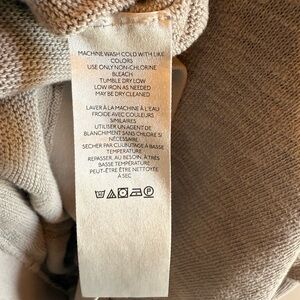 MACHINE WASH COLD WITH LIKE
COLORS
USE ONLY NON-CHLORINE
BLEACH
TUMBLE DRY LOW
LOW IRON AS NEEDED
MAY BE DRY CLEANED
LAVER À LA MACHINE À L'EAU
FROIDE AVEC COULEURS
SIMILAIRES
UTILISER UN AGENT DE
BLANCHIMENT SANS CHLORE SI
NÉCESSAIRE
SECHER PAR CULBUTAGE À BASSE
TEMPERATURE
REPASSER, AU BESOIN, À TRÈS
BASSE TEMPÉRATURE
PEUT-ÊTRE ÊTRE NETTOYÉE
À SEC